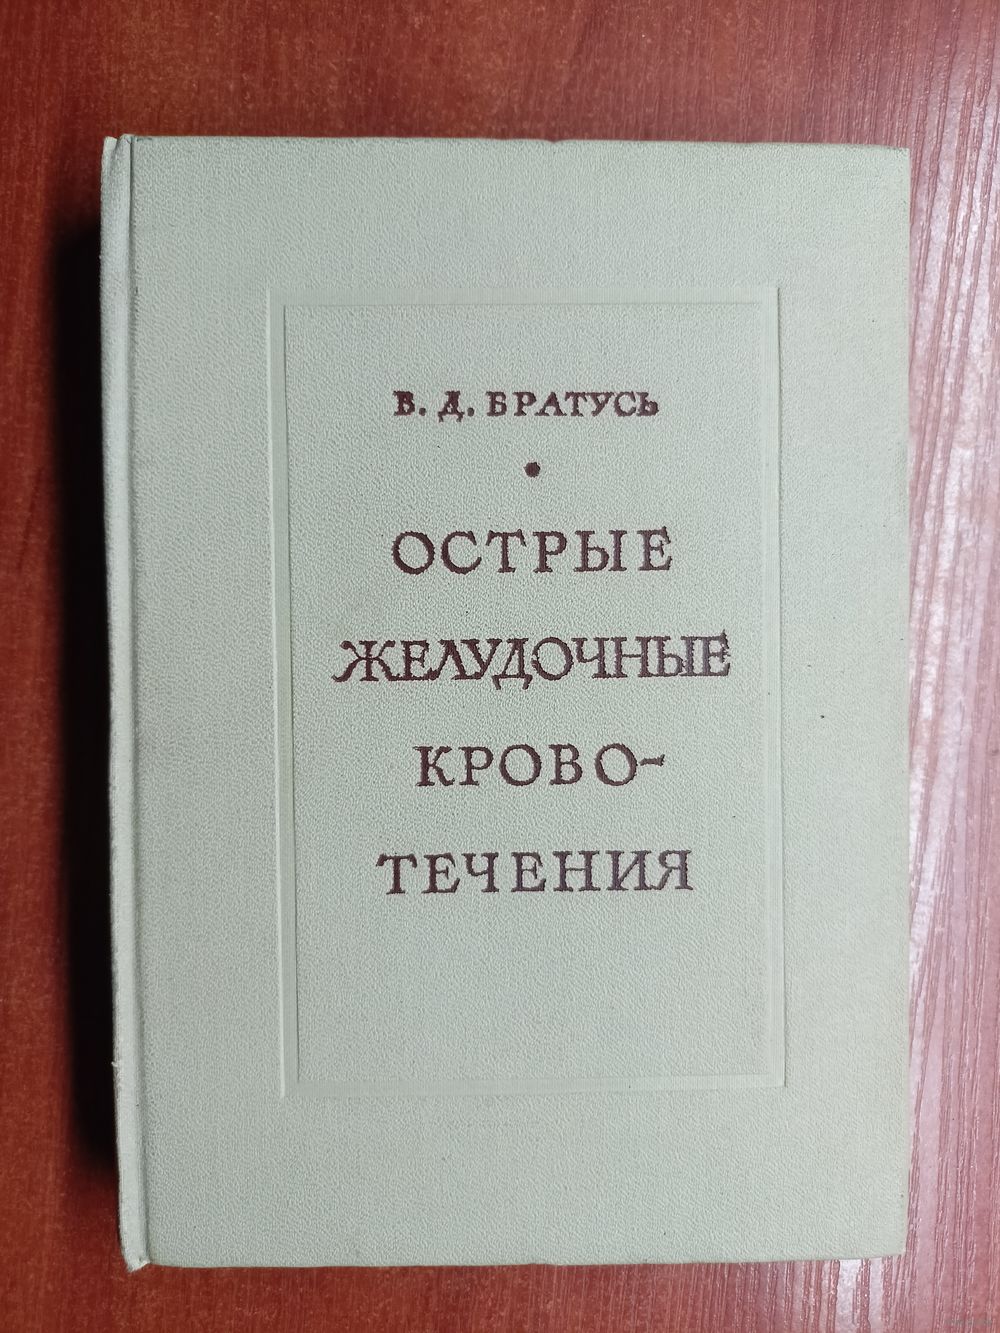 В. Д. БРАТУСЬ
ОСТРЫЕ
ЖЕЛУДОЧНЫЕ
КРОВО-
ТЕЧЕНИЯ